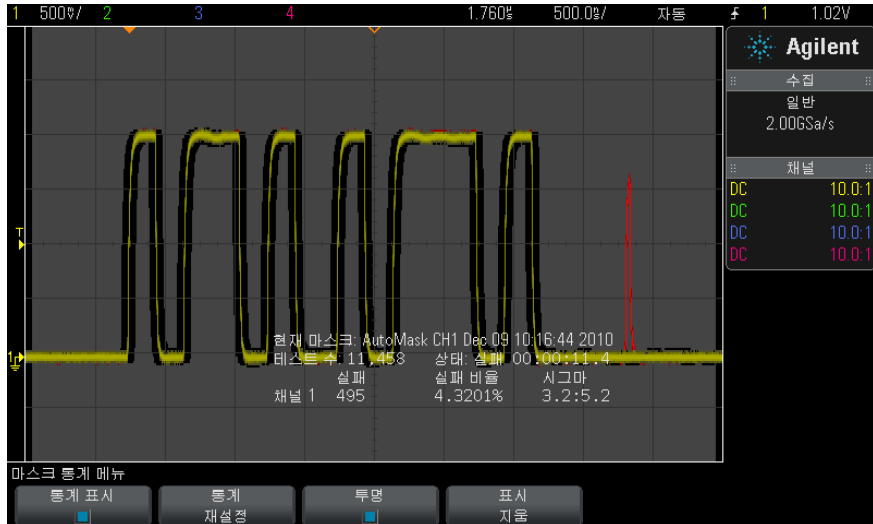 1 500㎷/ 2 3 4 1.760㎲ 500.0㎱/ 자동 1 1.02V
Agilent
수집
일반
2.00GSa/s
채널
DC 10.0:1
DC 10.0:1
DC 10.0:1
DC 10.0:1
T
1
현재 마스크: AutoMask CH1 Dec 09 10:16:44 2010
테스트 수: 11,458 상태: 실패 00:00:11.4
실패 실패 비율 시그마
채널 1 495 4.3201% 3.2:5.2
마스크 통계 메뉴
통계 표시
통계
재설정
투명
표시
지움